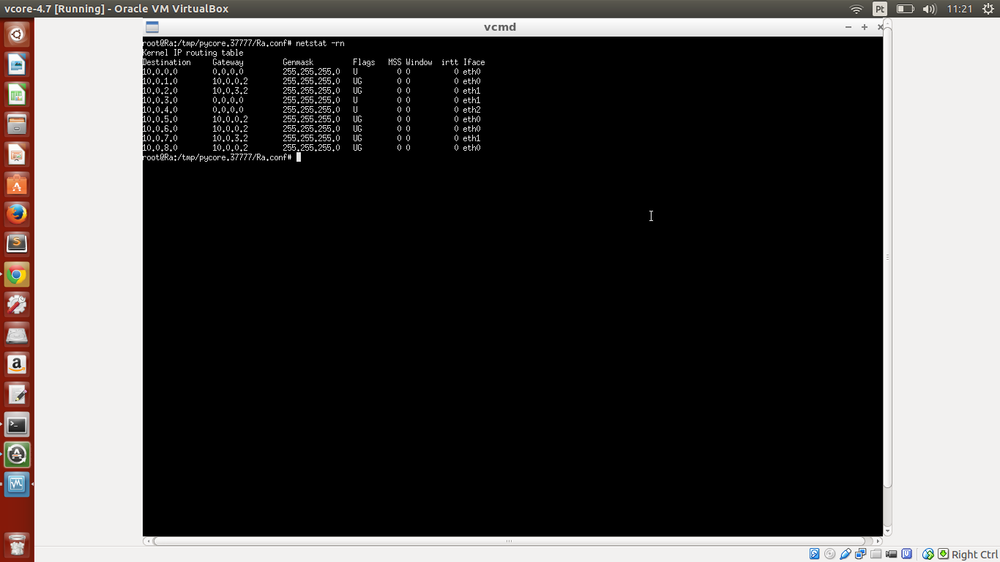 vcore-4.7 [Running] - Oracle VM VirtualBox
Pt
11:21
vcmd
root@Ra:/tmp/pycore.37777/Ra.conf# netstat -rn
Kernel IP routing table
Destination     Gateway         Genmask         Flags   MSS Window  irtt Iface
10.0.0.0        0.0.0.0         255.255.255.0   U         0 0          0 eth0
10.0.1.0        10.0.0.2        255.255.255.0   UG        0 0          0 eth0
10.0.2.0        10.0.3.2        255.255.255.0   UG        0 0          0 eth1
10.0.3.0        0.0.0.0         255.255.255.0   U         0 0          0 eth1
10.0.4.0        0.0.0.0         255.255.255.0   U         0 0          0 eth2
10.0.5.0        10.0.0.2        255.255.255.0   UG        0 0          0 eth0
10.0.6.0        10.0.0.2        255.255.255.0   UG        0 0          0 eth0
10.0.7.0        10.0.3.2        255.255.255.0   UG        0 0          0 eth1
10.0.8.0        10.0.0.2        255.255.255.0   UG        0 0          0 eth0
root@Ra:/tmp/pycore.37777/Ra.conf#
Right Ctrl